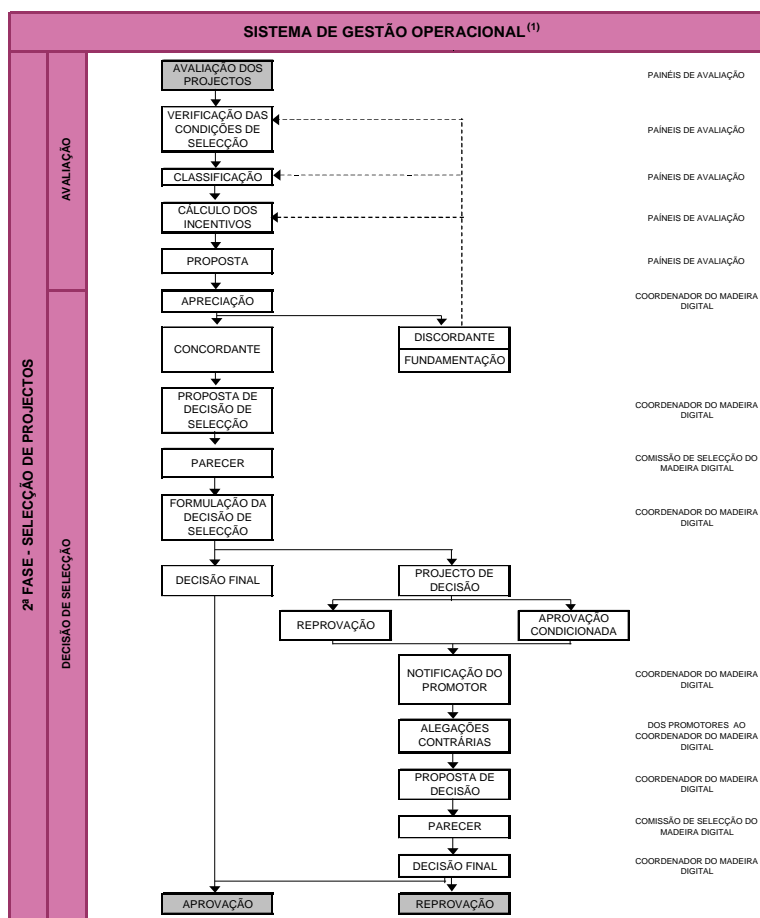 SISTEMA DE GESTÃO OPERACIONAL(1)
2ª FASE - SELECÇÃO DE PROJECTOS
AVALIAÇÃO
AVALIAÇÃO DOS
PROJECTOS
PAINÉIS DE AVALIAÇÃO
VERIFICAÇÃO DAS
CONDIÇÕES DE
SELECÇÃO
PAÍNEIS DE AVALIAÇÃO
CLASSIFICAÇÃO
PAÍNEIS DE AVALIAÇÃO
CÁLCULO DOS
INCENTIVOS
PAÍNEIS DE AVALIAÇÃO
PROPOSTA
PAÍNEIS DE AVALIAÇÃO
DECISÃO DE SELECÇÃO
APRECIAÇÃO
COORDENADOR DO MADEIRA
DIGITAL
CONCORDANTE
DISCORDANTE
FUNDAMENTAÇÃO
PROPOSTA DE
DECISÃO DE
SELECÇÃO
COORDENADOR DO MADEIRA
DIGITAL
PARECER
COMISSÃO DE SELECÇÃO DO
MADEIRA DIGITAL
FORMULAÇÃO DA
DECISÃO DE
SELECÇÃO
COORDENADOR DO MADEIRA
DIGITAL
DECISÃO FINAL
PROJECTO DE
DECISÃO
REPROVAÇÃO
APROVAÇÃO
CONDICIONADA
NOTIFICAÇÃO DO
PROMOTOR
COORDENADOR DO MADEIRA
DIGITAL
ALEGAÇÕES
CONTRÁRIAS
DOS PROMOTORES AO
COORDENADOR DO MADEIRA
DIGITAL
PROPOSTA DE
DECISÃO
COORDENADOR DO MADEIRA
DIGITAL
PARECER
COMISSÃO DE SELECÇÃO DO
MADEIRA DIGITAL
DECISÃO FINAL
COORDENADOR DO MADEIRA
DIGITAL
APROVAÇÃO
REPROVAÇÃO